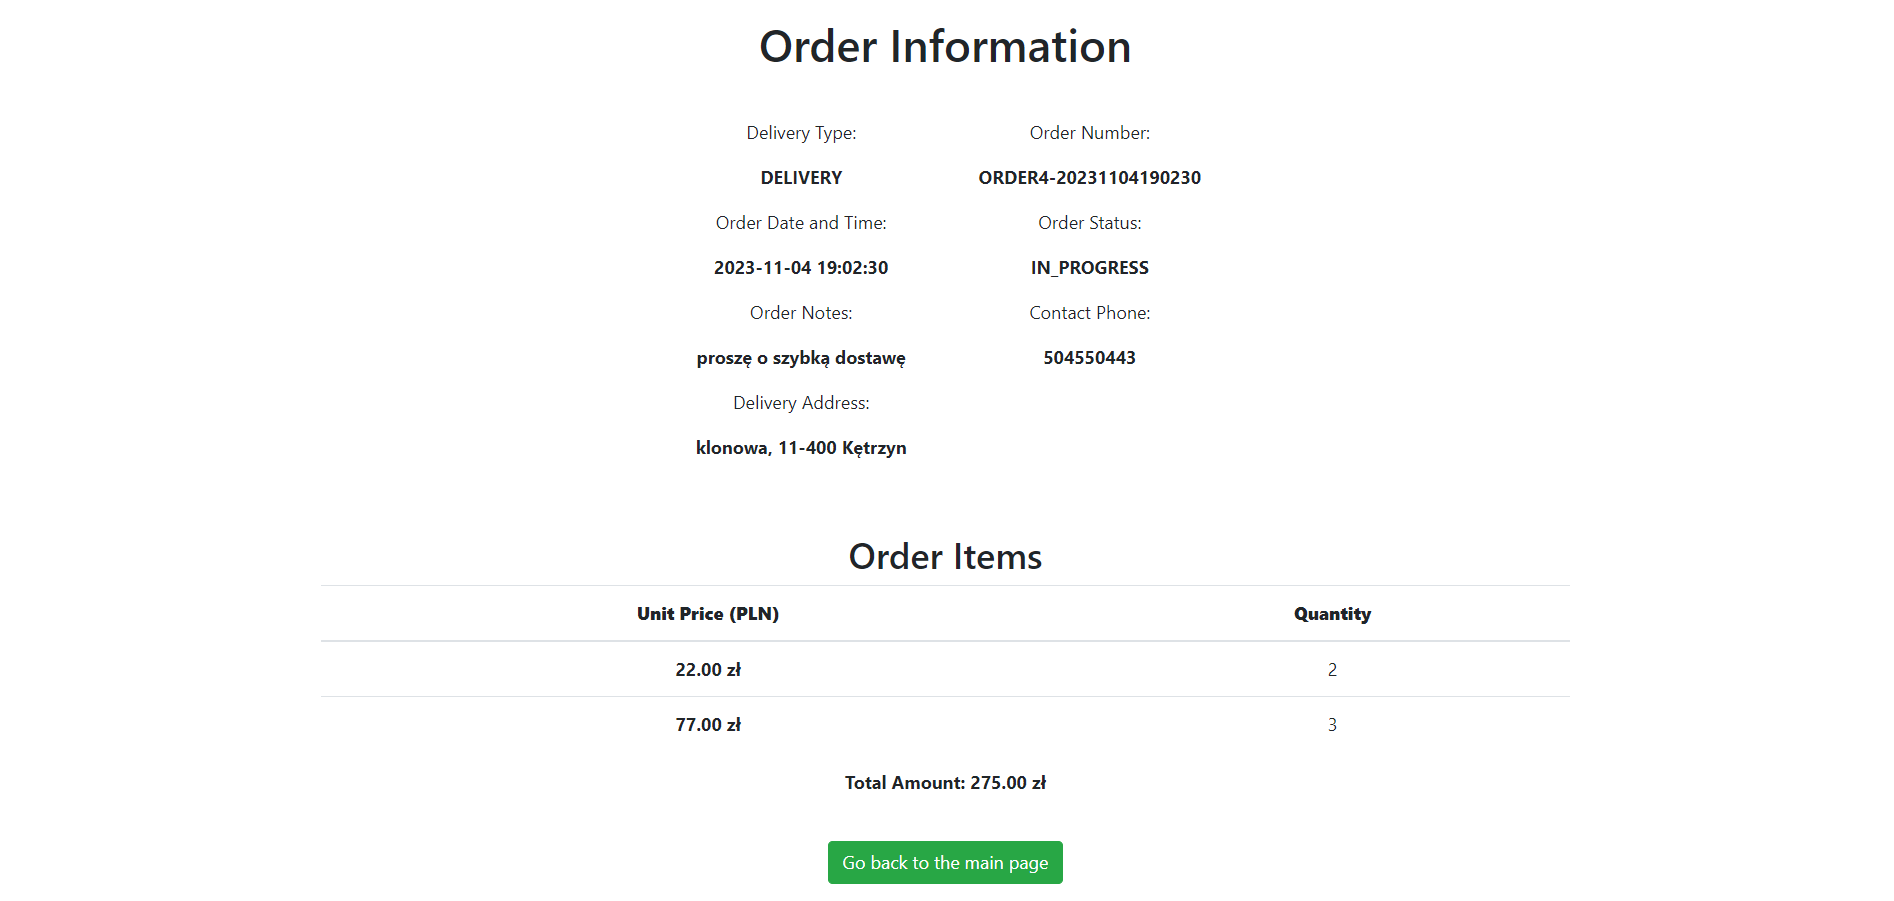 Order Information
Delivery Type:
Order Number:
DELIVERY
ORDER4-20231104190230
Order Date and Time:
Order Status:
2023-11-04 19:02:30
IN_PROGRESS
Order Notes:
Contact Phone:
proszę o szybką dostawę
504550443
Delivery Address:
klonowa, 11-400 Kętrzyn
Order Items
Unit Price (PLN) Quantity
22.00 zł 2
77.00 zł 3
Total Amount: 275.00 zł
Go back to the main page